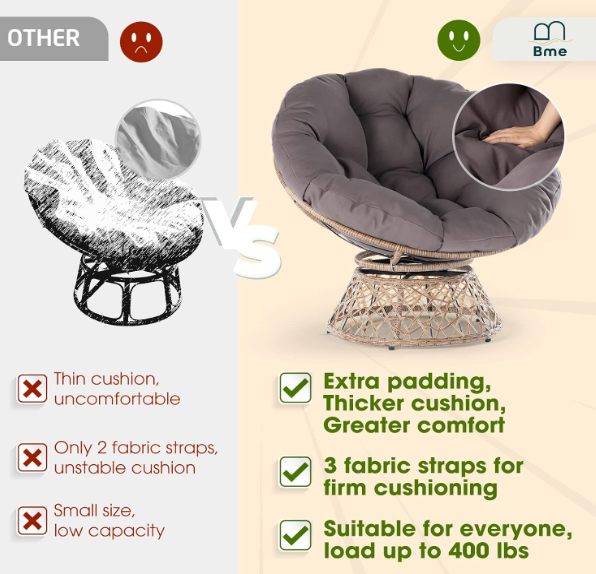 OTHER
Bme
VS
Thin cushion,
uncomfortable
Only 2 fabric straps,
unstable cushion
Small size,
low capacity
Extra padding,
Thicker cushion,
Greater comfort
3 fabric straps for
firm cushioning
Suitable for everyone,
load up to 400 lbs